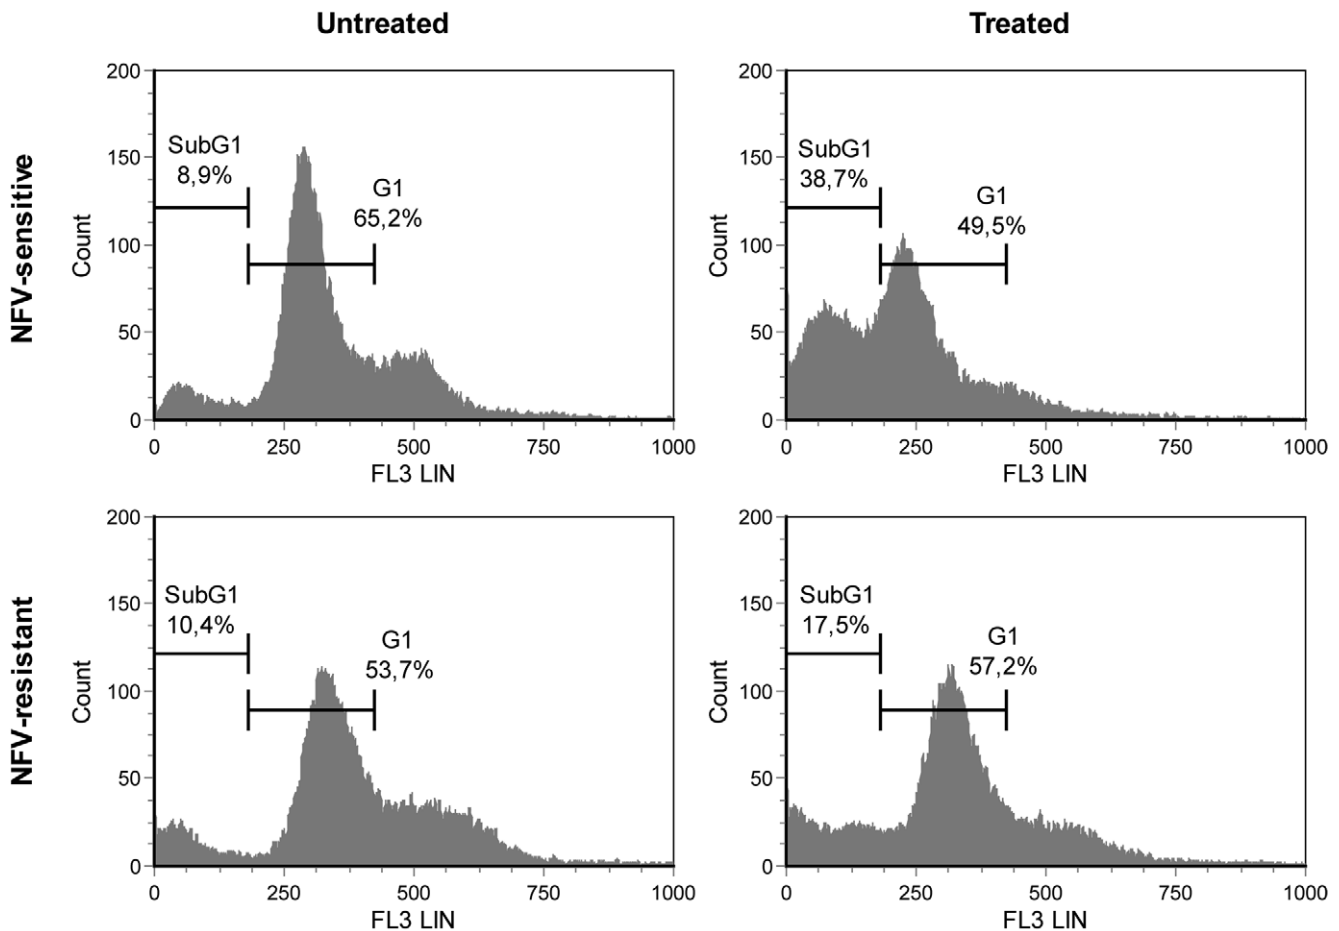 Untreated
Treated
NFV-sensitive
200
150
100
50
0
Count
SubG1
8,9%
G1
65,2%
0 250 500 750 1000
FL3 LIN
200
150
100
50
0
Count
SubG1
38,7%
G1
49,5%
0 250 500 750 1000
FL3 LIN
NFV-resistant
200
150
100
50
0
Count
SubG1
10,4%
G1
53,7%
0 250 500 750 1000
FL3 LIN
200
150
100
50
0
Count
SubG1
17,5%
G1
57,2%
0 250 500 750 1000
FL3 LIN